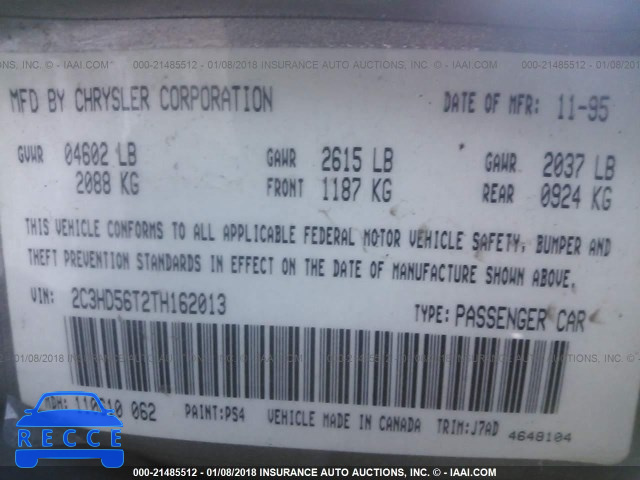 000-21485512 - 01/08/2018 INSURANCE AUTO AUCTIONS, INC. - © IAAI.COM
MFD BY CHRYSLER CORPORATION DATE OF MFR: 11-95
GVWR 04602 LB GAWR 2615 LB GAWR 2037 LB
2088 KG FRONT 1187 KG REAR 0924 KG
THIS VEHICLE CONFORMS TO ALL APPLICABLE FEDERAL MOTOR VEHICLE SAFETY, BUMPER AND
THEFT PREVENTION STANDARDS IN EFFECT ON THE DATE OF MANUFACTURE SHOWN ABOVE.
VIN: 2C3HD56T2TH162013 TYPE: PASSENGER CAR
MDH: 062 PAINT:PS4 VEHICLE MADE IN CANADA TRIM:J7AD 4648104
RECCE
000-21485512 - 01/08/2018 INSURANCE AUTO AUCTIONS, INC. - © IAAI.COM